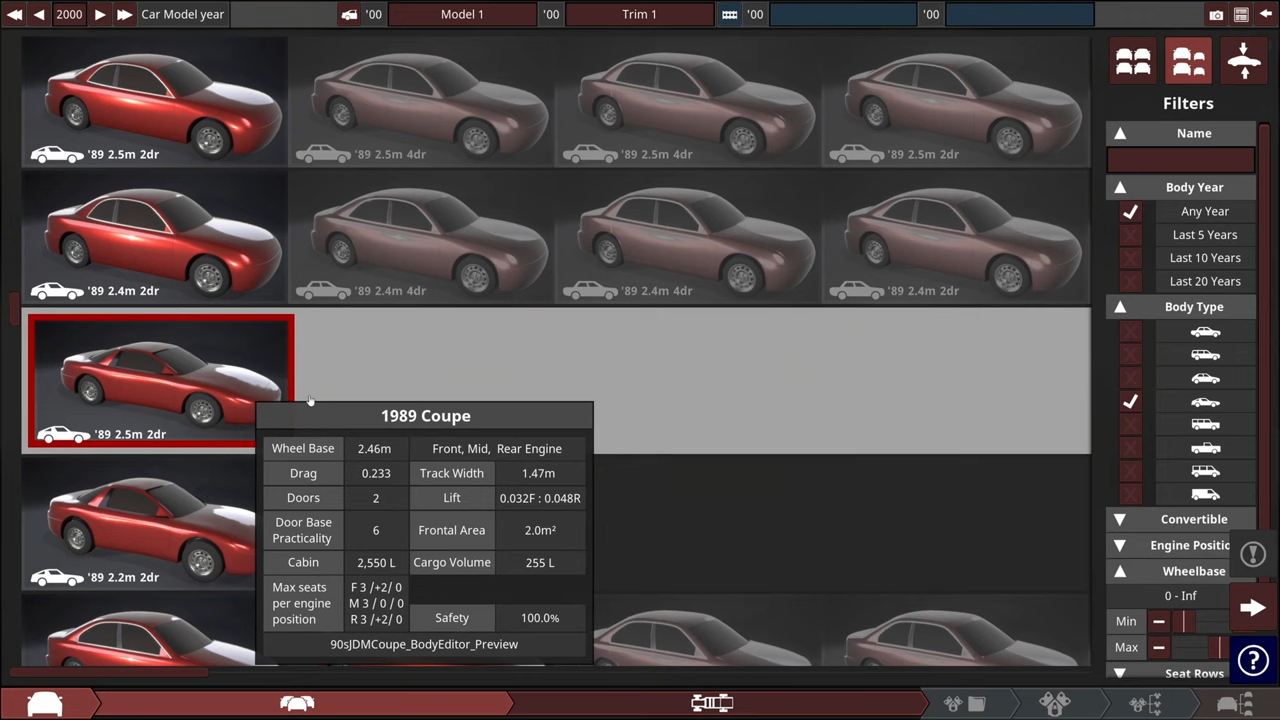 2000 Car Model year '00 Model 1 '00 Trim 1 '00 '00
'89 2.5m 2dr '89 2.5m 4dr '89 2.5m 4dr '89 2.5m 2dr
'89 2.4m 2dr '89 2.4m 4dr '89 2.4m 4dr '89 2.4m 2dr
'89 2.5m 2dr
'89 2.2m 2dr
1989 Coupe
Wheel Base 2.46m Front, Mid, Rear Engine
Drag 0.233 Track Width 1.47m
Doors 2 Lift 0.032F : 0.048R
Door Base
Practicality 6 Frontal Area 2.0m²
Cabin 2,550 L Cargo Volume 255 L
Max seats
per engine
position
F 3 /+2/ 0
M 3 / 0 / 0
R 3 /+2/ 0
Safety 100.0%
90sJDMCoupe_BodyEditor_Preview
Filters
Name
Body Year
Any Year
Last 5 Years
Last 10 Years
Last 20 Years
Body Type
Convertible
Engine Positio
Wheelbase
0 - Inf
Min
Max
Seat Rows
?